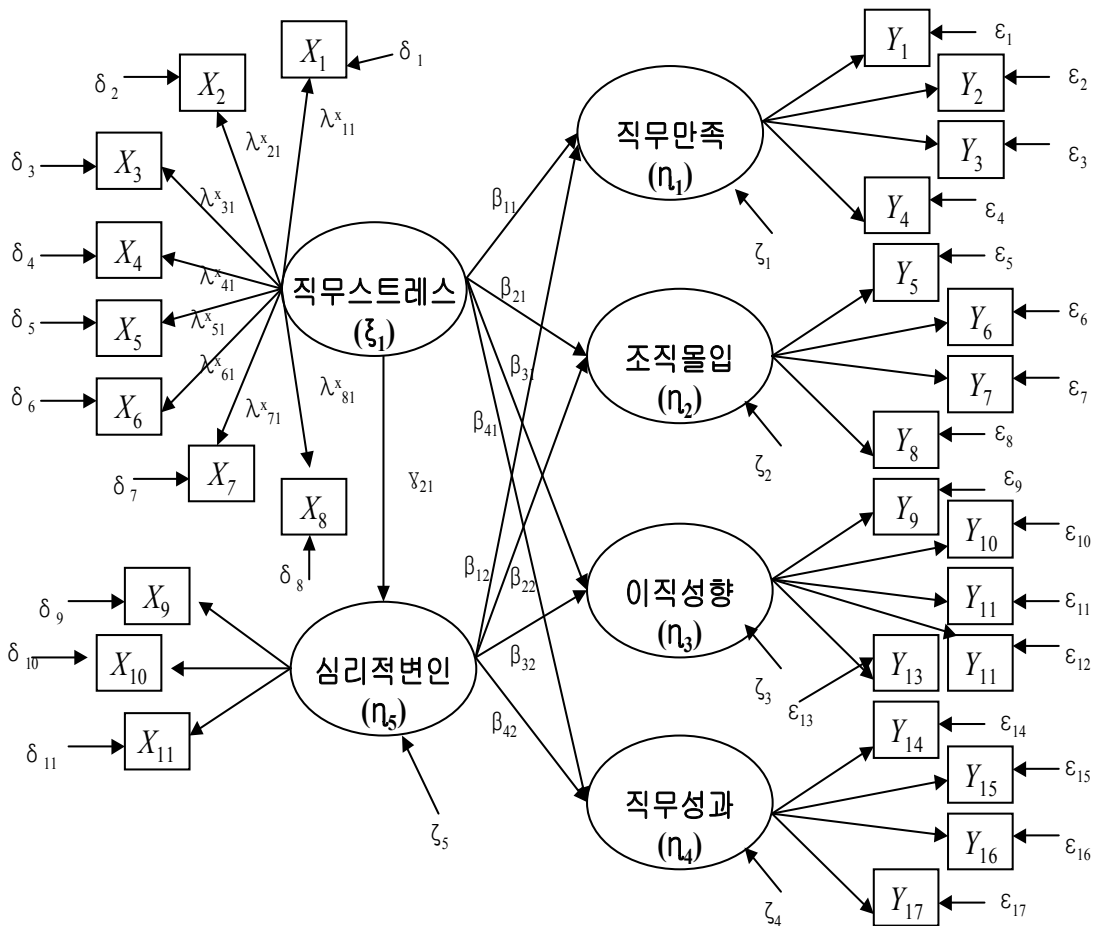 X₁
δ₁
X₂
δ₂
X₃
δ₃
X₄
δ₄
X₅
δ₅
X₆
δ₆
X₇
δ₇
X₈
δ₈
λˣ₁₁
λˣ₂₁
λˣ₃₁
λˣ₄₁
λˣ₅₁
λˣ₆₁
λˣ₇₁
λˣ₈₁
직무스트레스
(ξ₁)
γ₂₁
X₉
δ₉
X₁₀
δ₁₀
X₁₁
δ₁₁
심리적변인
(η₅)
ζ₅
β₁₁
β₂₁
β₃₁
β₄₁
β₁₂
β₂₂
β₃₂
β₄₂
직무만족
(η₁)
ζ₁
Y₁
ε₁
Y₂
ε₂
Y₃
ε₃
Y₄
ε₄
조직몰입
(η₂)
ζ₂
Y₅
ε₅
Y₆
ε₆
Y₇
ε₇
Y₈
ε₈
이직성향
(η₃)
ζ₃
Y₉
ε₉
Y₁₀
ε₁₀
Y₁₁
ε₁₁
Y₁₁
ε₁₂
Y₁₃
ε₁₃
직무성과
(η₄)
ζ₄
Y₁₄
ε₁₄
Y₁₅
ε₁₅
Y₁₆
ε₁₆
Y₁₇
ε₁₇